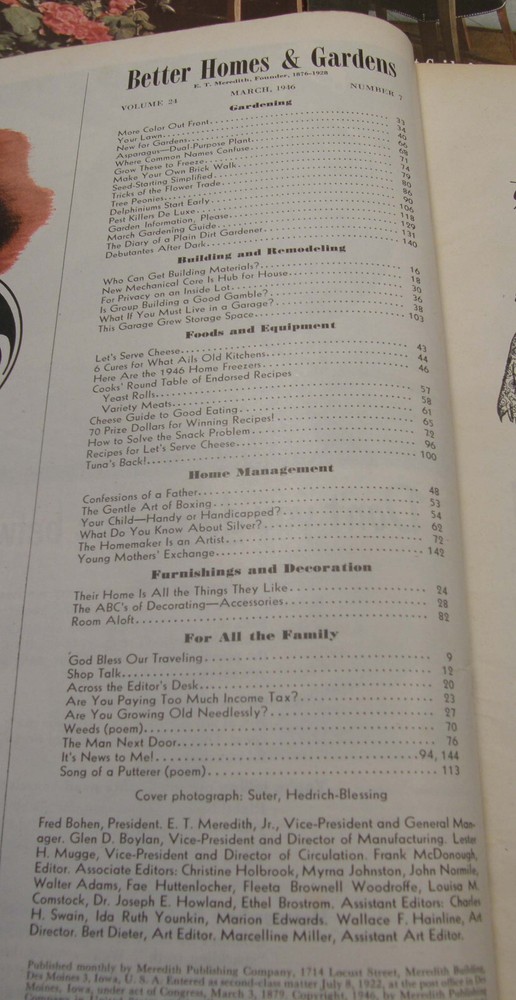 Better Homes & Gardens
E. T. Meredith, Founder, 1876-1928
VOLUME 24 MARCH, 1946 NUMBER 7
Gardening
More Color Out Front 33
Your Lawn 34
New for Gardens 40
Asparagus—Dual-Purpose Plant 66
Where Common Names Confuse 68
Grow These to Freeze 71
Make Your Own Brick Walk 74
Seed-Starting Simplified 79
Tricks of the Flower Trade 80
Tree Peonies 86
Delphiniums Start Early 90
Pest Killers De Luxe 106
Garden Information, Please 118
March Gardening Guide 129
The Diary of a Plain Dirt Gardener 131
Debutantes After Dark 140
Building and Remodeling
Who Can Get Building Materials? 16
New Mechanical Core Is Hub for House 18
For Privacy on an Inside Lot 30
Is Group Building a Good Gamble? 36
What If You Must Live in a Garage? 38
This Garage Grew Storage Space 103
Foods and Equipment
Let's Serve Cheese 43
6 Cures for What Ails Old Kitchens 44
Here Are the 1946 Home Freezers 46
Cooks' Round Table of Endorsed Recipes
Yeast Rolls 57
Variety Meats 58
Cheese Guide to Good Eating 61
70 Prize Dollars for Winning Recipes! 65
How to Solve the Snack Problem 72
Recipes for Let's Serve Cheese 96
Tuna's Back! 100
Home Management
Confessions of a Father 48
The Gentle Art of Boxing 53
Your Child—Handy or Handicapped? 54
What Do You Know About Silver? 62
The Homemaker Is an Artist 72
Young Mothers' Exchange 142
Furnishings and Decoration
Their Home Is All the Things They Like 24
The ABC's of Decorating—Accessories 28
Room Aloft 82
For All the Family
God Bless Our Traveling 9
Shop Talk 12
Across the Editor's Desk 20
Are You Paying Too Much Income Tax? 23
Are You Growing Old Needlessly? 27
Weeds (poem) 70
The Man Next Door 76
It's News to Me! 94, 144
Song of a Putterer (poem) 113
Cover photograph: Suter, Hedrich-Blessing
Fred Bohen, President. E. T. Meredith, Jr., Vice-President and General Man-
ager. Glen D. Boylan, Vice-President and Director of Manufacturing. Lester
H. Mugge, Vice-President and Director of Circulation. Frank McDonough,
Editor. Associate Editors: Christine Holbrook, Myrna Johnston, John Normile,
Walter Adams, Fae Huttenlocher, Fleeta Brownell Woodroffe, Louisa M.
Comstock, Dr. Joseph E. Howland, Ethel Brostrom. Assistant Editors: Charles
H. Swain, Ida Ruth Younkin, Marion Edwards. Wallace F. Hainline, Art
Director. Bert Dieter, Art Editor. Marcelline Miller, Assistant Art Editor.
Published monthly by Meredith Publishing Company, 1714 Locust Street, Meredith Building,
Des Moines 3, Iowa, U. S. A. Entered as second-class matter July 8, 1922, at the post office in Des
Moines, Iowa, under act of Congress, March 3, 1879. Copyright, 1946, by Meredith Publishing